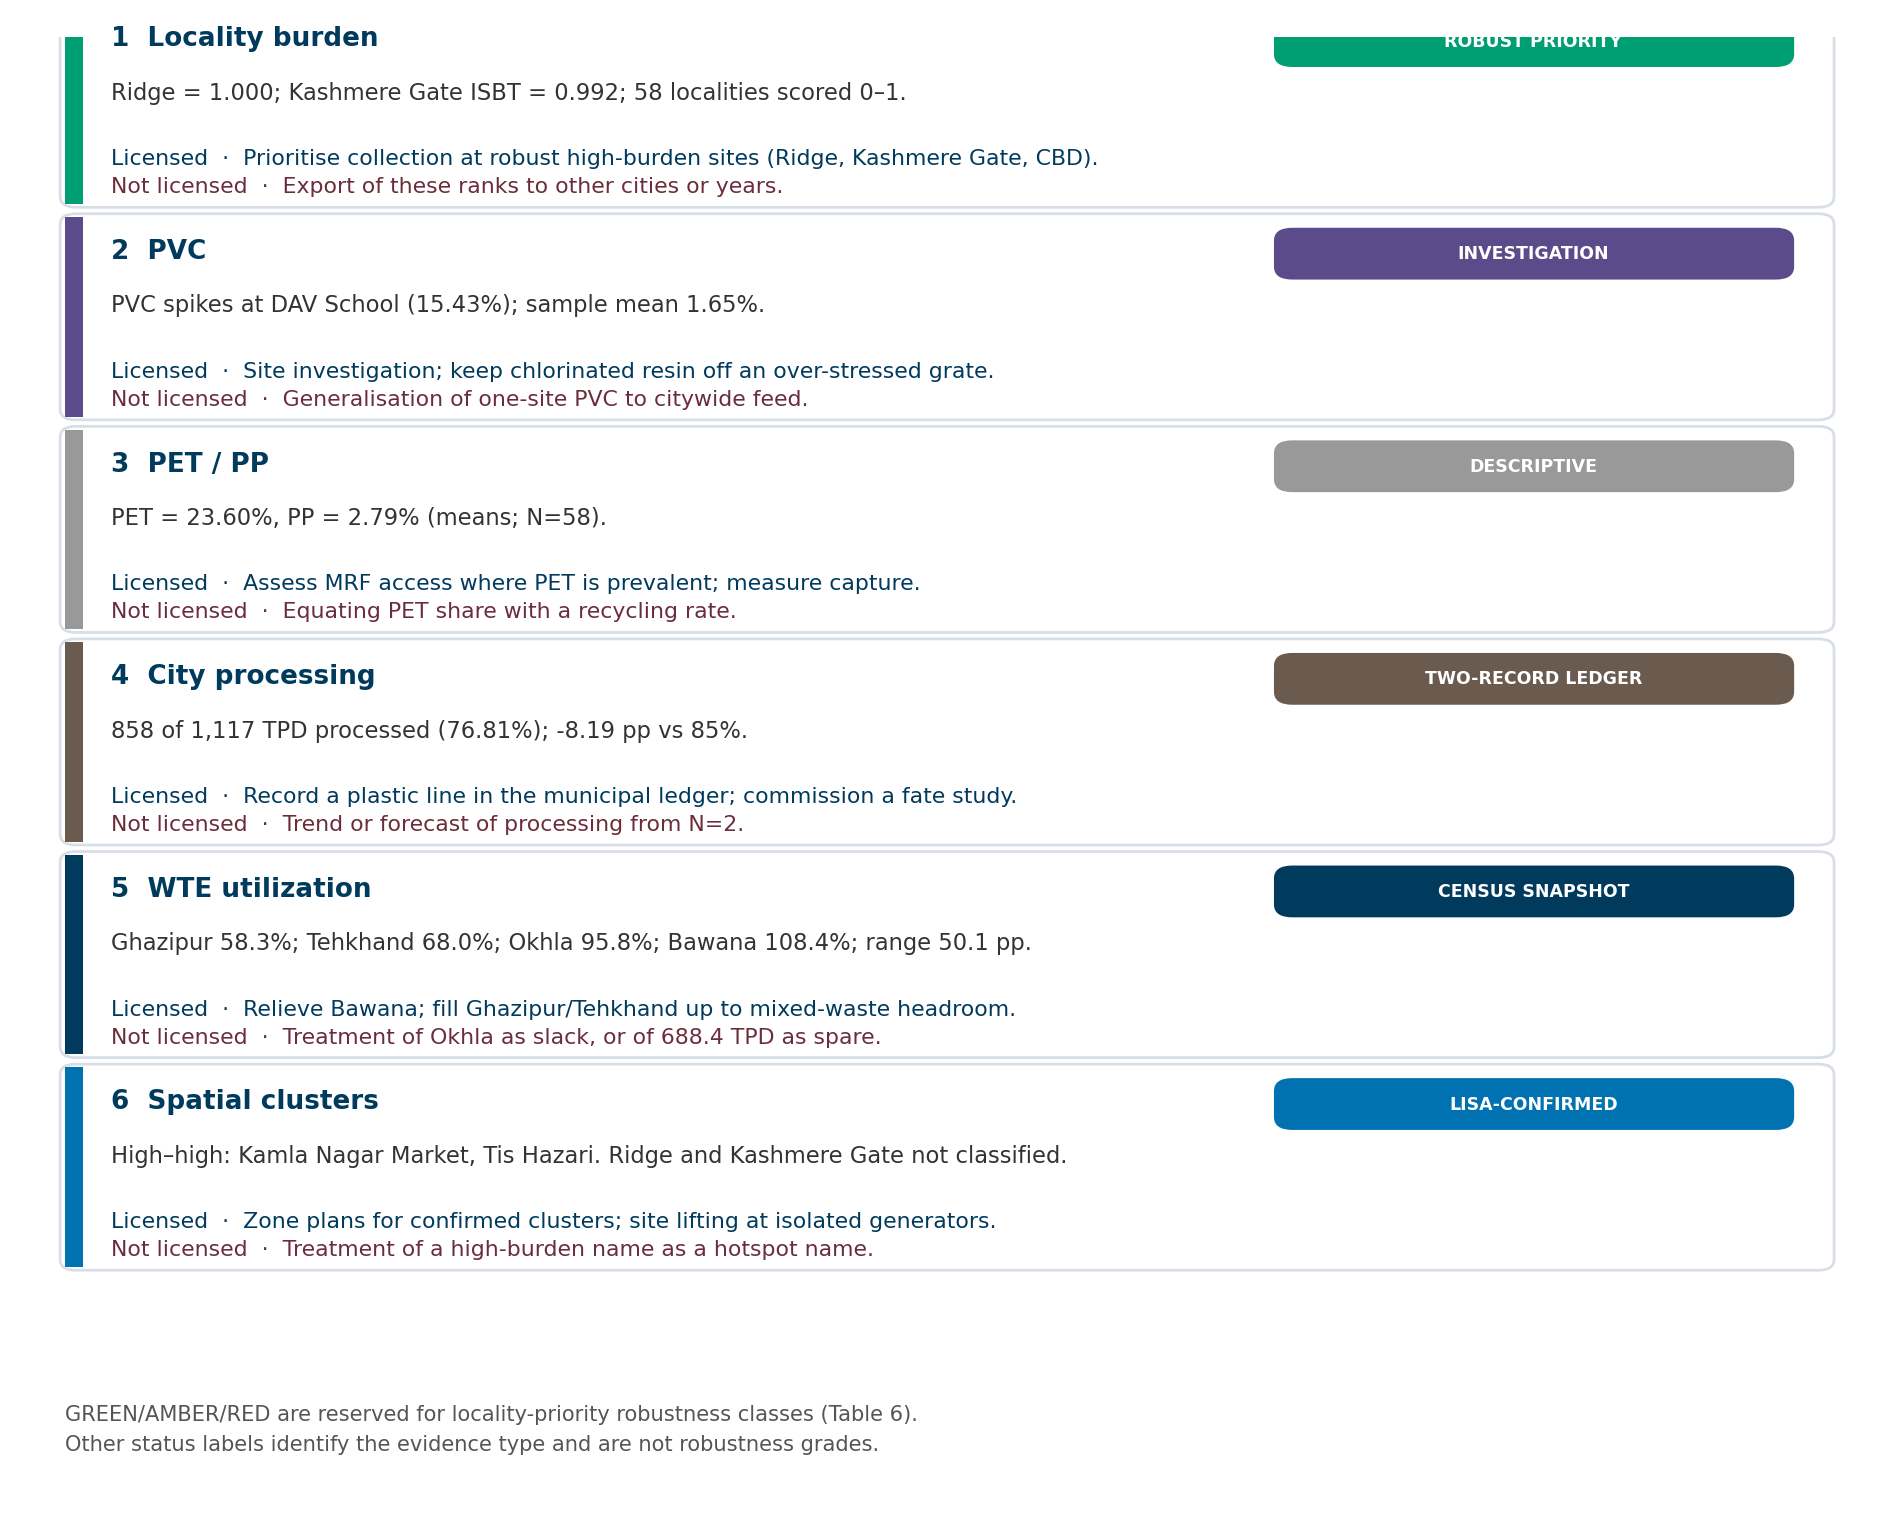 1  Locality burden
ROBUST PRIORITY
Ridge = 1.000; Kashmere Gate ISBT = 0.992; 58 localities scored 0–1.
Licensed  ·  Prioritise collection at robust high-burden sites (Ridge, Kashmere Gate, CBD).
Not licensed  ·  Export of these ranks to other cities or years.
2  PVC
INVESTIGATION
PVC spikes at DAV School (15.43%); sample mean 1.65%.
Licensed  ·  Site investigation; keep chlorinated resin off an over-stressed grate.
Not licensed  ·  Generalisation of one-site PVC to citywide feed.
3  PET / PP
DESCRIPTIVE
PET = 23.60%, PP = 2.79% (means; N=58).
Licensed  ·  Assess MRF access where PET is prevalent; measure capture.
Not licensed  ·  Equating PET share with a recycling rate.
4  City processing
TWO-RECORD LEDGER
858 of 1,117 TPD processed (76.81%); -8.19 pp vs 85%.
Licensed  ·  Record a plastic line in the municipal ledger; commission a fate study.
Not licensed  ·  Trend or forecast of processing from N=2.
5  WTE utilization
CENSUS SNAPSHOT
Ghazipur 58.3%; Tehkhand 68.0%; Okhla 95.8%; Bawana 108.4%; range 50.1 pp.
Licensed  ·  Relieve Bawana; fill Ghazipur/Tehkhand up to mixed-waste headroom.
Not licensed  ·  Treatment of Okhla as slack, or of 688.4 TPD as spare.
6  Spatial clusters
LISA-CONFIRMED
High–high: Kamla Nagar Market, Tis Hazari. Ridge and Kashmere Gate not classified.
Licensed  ·  Zone plans for confirmed clusters; site lifting at isolated generators.
Not licensed  ·  Treatment of a high-burden name as a hotspot name.
GREEN/AMBER/RED are reserved for locality-priority robustness classes (Table 6).
Other status labels identify the evidence type and are not robustness grades.